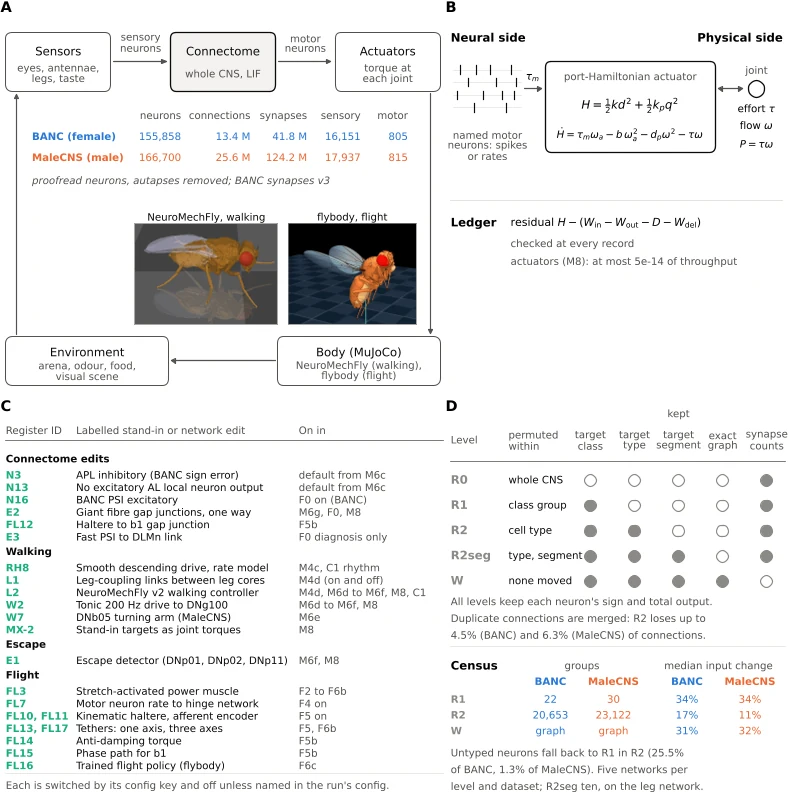 A
Sensors
eyes, antennae,
legs, taste
sensory
neurons
Connectome
whole CNS, LIF
motor
neurons
Actuators
torque at
each joint
neurons connections synapses sensory motor
BANC (female) 155,858 13.4 M 41.8 M 16,151 805
MaleCNS (male) 166,700 25.6 M 124.2 M 17,937 815
proofread neurons, autapses removed; BANC synapses v3
NeuroMechFly, walking
flybody, flight
Environment
arena, odour, food,
visual scene
Body (MuJoCo)
NeuroMechFly (walking),
flybody (flight)
B
Neural side
Physical side
τm
named motor
neurons: spikes
or rates
port-Hamiltonian actuator
H = ½kd² + ½kpq²
Ḣ = τmωa − b ωa² − dpω² − τω
joint
effort τ
flow ω
P = τω
Ledger residual H − (Win − Wout − D − Wdel)
checked at every record
actuators (M8): at most 5e-14 of throughput
C
Register ID Labelled stand-in or network edit On in
Connectome edits
N3 APL inhibitory (BANC sign error) default from M6c
N13 No excitatory AL local neuron output default from M6c
N16 BANC PSI excitatory F0 on (BANC)
E2 Giant fibre gap junctions, one way M6g, F0, M8
FL12 Haltere to b1 gap junction F5b
E3 Fast PSI to DLMn link F0 diagnosis only
Walking
RH8 Smooth descending drive, rate model M4c, C1 rhythm
L1 Leg-coupling links between leg cores M4d (on and off)
L2 NeuroMechFly v2 walking controller M4d, M6d to M6f, M8, C1
W2 Tonic 200 Hz drive to DNg100 M6d to M6f, M8
W7 DNb05 turning arm (MaleCNS) M6e
MX-2 Stand-in targets as joint torques M8
Escape
E1 Escape detector (DNp01, DNp02, DNp11) M6f, M8
Flight
FL3 Stretch-activated power muscle F2 to F6b
FL7 Motor neuron rate to hinge network F4 on
FL10, FL11 Kinematic haltere, afferent encoder F5 on
FL13, FL17 Tethers: one axis, three axes F5, F6b
FL14 Anti-damping torque F5b
FL15 Phase path for b1 F5b
FL16 Trained flight policy (flybody) F6c
Each is switched by its config key and off unless named in the run's config.
D
kept
Level permuted within target class target type target segment exact graph synapse counts
R0 whole CNS
R1 class group
R2 cell type
R2seg type, segment
W none moved
All levels keep each neuron's sign and total output.
Duplicate connections are merged: R2 loses up to
4.5% (BANC) and 6.3% (MaleCNS) of connections.
Census groups median input change
BANC MaleCNS BANC MaleCNS
R1 22 30 34% 34%
R2 20,653 23,122 17% 11%
W graph graph 31% 32%
Untyped neurons fall back to R1 in R2 (25.5%
of BANC, 1.3% of MaleCNS). Five networks per
level and dataset; R2seg ten, on the leg network.